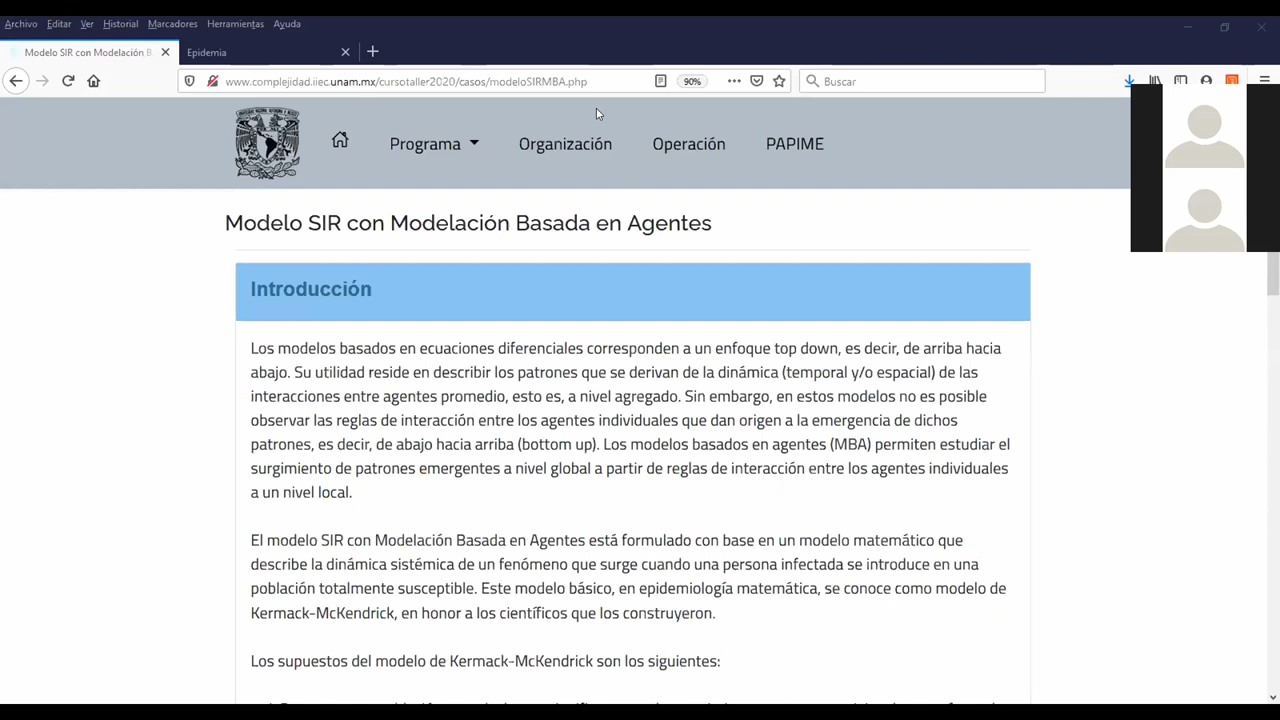 Archivo Editar Ver Historial Marcadores Herramientas Ayuda
Modelo SIR con Modelación B
Epidemia
www.complejidad.iiec.unam.mx/cursotaller2020/casos/modeloSIRMBA.php
90%
Buscar
Programa Organización Operación PAPIME
Modelo SIR con Modelación Basada en Agentes
Introducción
Los modelos basados en ecuaciones diferenciales corresponden a un enfoque top down, es decir, de arriba hacia
abajo. Su utilidad reside en describir los patrones que se derivan de la dinámica (temporal y/o espacial) de las
interacciones entre agentes promedio, esto es, a nivel agregado. Sin embargo, en estos modelos no es posible
observar las reglas de interacción entre los agentes individuales que dan origen a la emergencia de dichos
patrones, es decir, de abajo hacia arriba (bottom up). Los modelos basados en agentes (MBA) permiten estudiar el
surgimiento de patrones emergentes a nivel global a partir de reglas de interacción entre los agentes individuales
a un nivel local.
El modelo SIR con Modelación Basada en Agentes está formulado con base en un modelo matemático que
describe la dinámica sistémica de un fenómeno que surge cuando una persona infectada se introduce en una
población totalmente susceptible. Este modelo básico, en epidemiología matemática, se conoce como modelo de
Kermack-McKendrick, en honor a los científicos que los construyeron.
Los supuestos del modelo de Kermack-McKendrick son los siguientes: